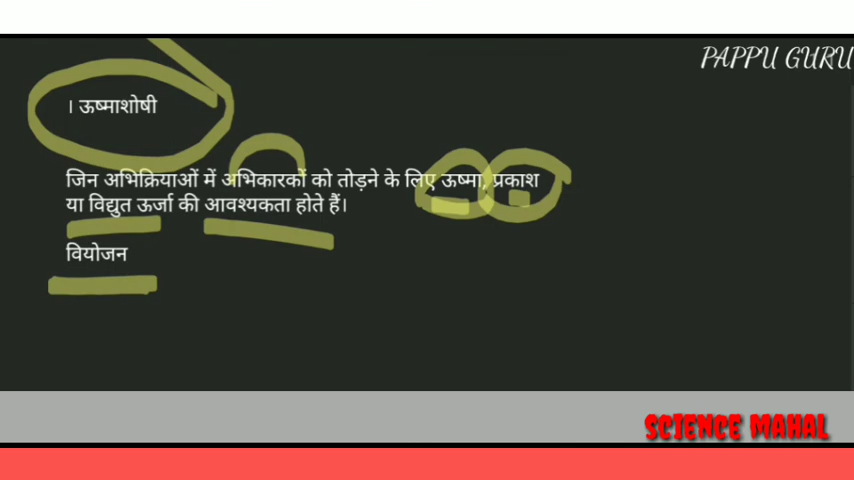 PAPPU GURU
। ऊष्माशोषी
जिन अभिक्रियाओं में अभिकारकों को तोड़ने के लिए ऊष्मा, प्रकाश
या विद्युत ऊर्जा की आवश्यकता होते हैं।
वियोजन
SCIENCE MAHAL